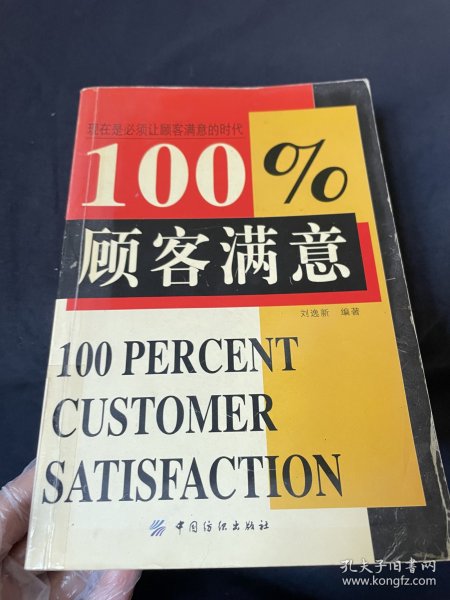 现在是必须让顾客满意的时代
100%
顾客满意
刘逸新 编著
100 PERCENT
CUSTOMER
SATISFACTION
中国纺织出版社
孔夫子旧书网
www.kongfz.com